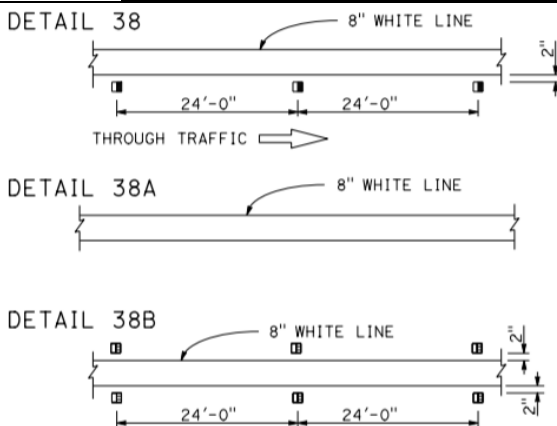 DETAIL 38
8" WHITE LINE
2"
24'-0" 24'-0"
THROUGH TRAFFIC
DETAIL 38A
8" WHITE LINE
DETAIL 38B
8" WHITE LINE
2"
2"
24'-0" 24'-0"